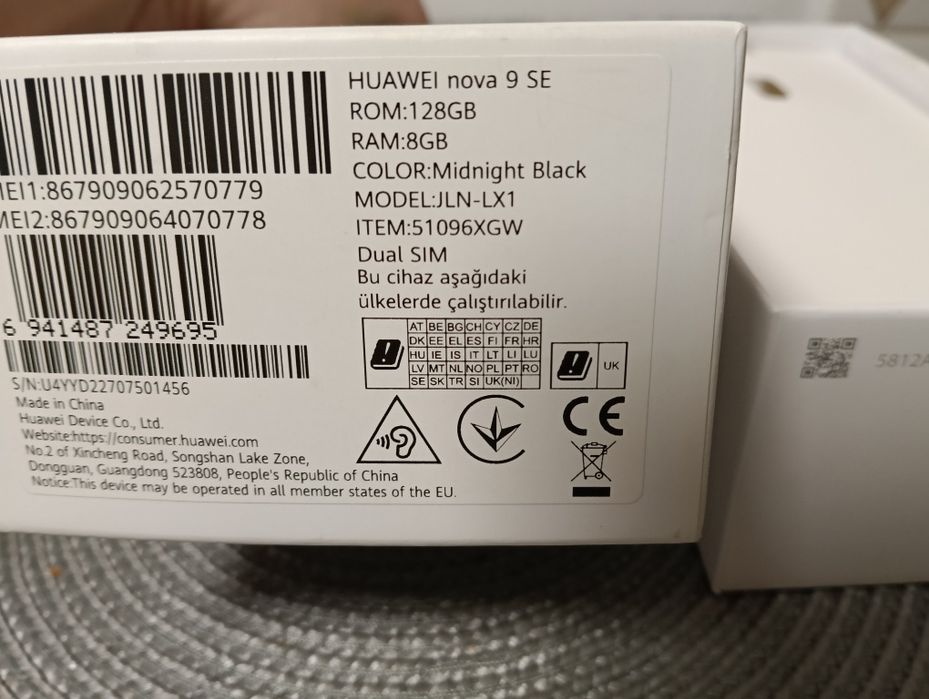 HUAWEI nova 9 SE
ROM:128GB
RAM:8GB
COLOR:Midnight Black
MODEL:JLN-LX1
ITEM:51096XGW
Dual SIM
Bu cihaz aşağıdaki
ülkelerde çalıştırılabilir.
AT BE BG CH CY CZ DE
DK EE EL ES FI FR HR
HU IE IS IT LT LI LU
LV MT NL NO PL PT RO
SE SK TR SI UK(NI)
UK
MEI1:867909062570779
MEI2:867909064070778
6 941487 249695
S/N:U4YYD22707501456
Made in China
Huawei Device Co., Ltd.
Website:https://consumer.huawei.com
No.2 of Xincheng Road, Songshan Lake Zone,
Dongguan, Guangdong 523808, People's Republic of China
Notice:This device may be operated in all member states of the EU.
CE
5812A